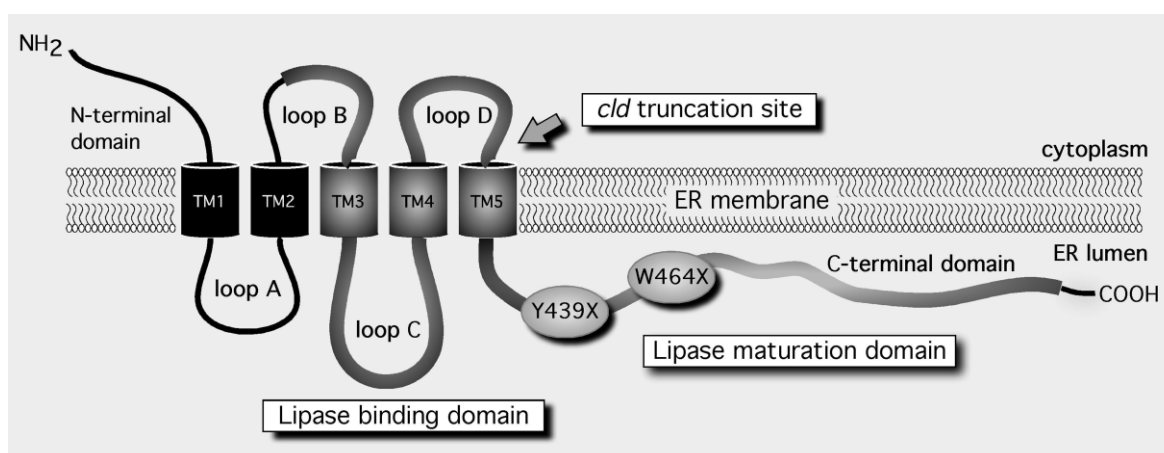 NH2
N-terminal
domain
loop B
loop D
cld truncation site
cytoplasm
TM1
TM2
TM3
TM4
TM5
ER membrane
ER lumen
loop A
loop C
Y439X
W464X
C-terminal domain
COOH
Lipase maturation domain
Lipase binding domain